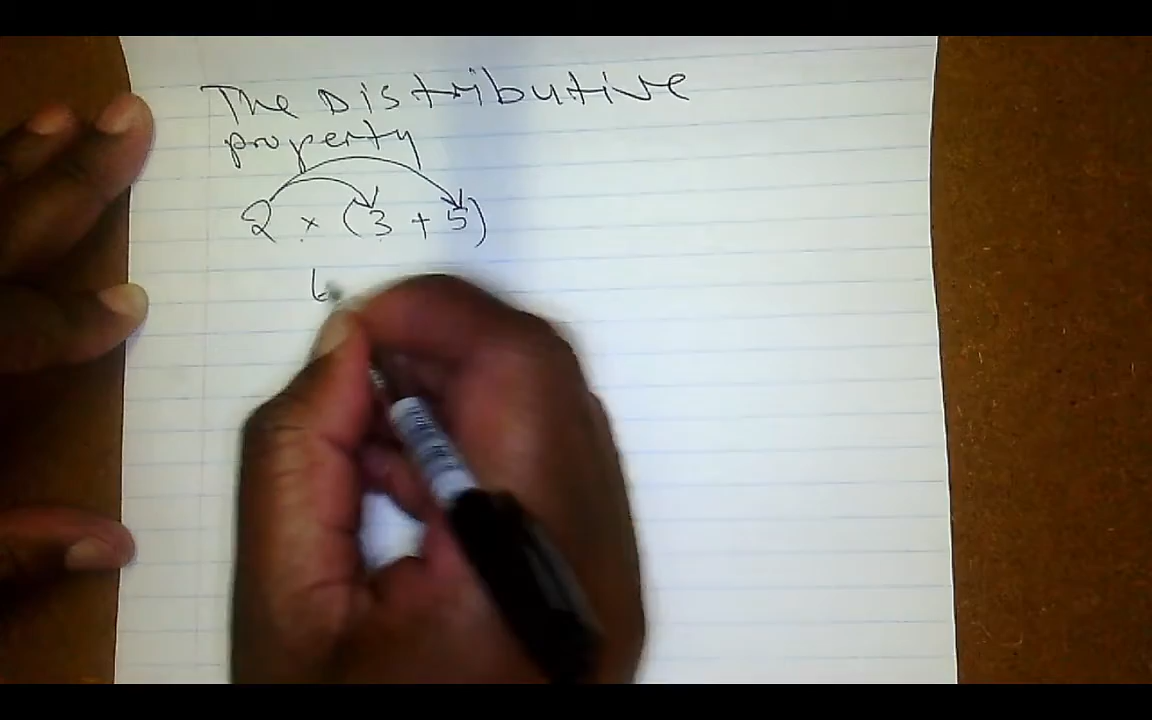 The Distributive
property
2 × (3 + 5)
6